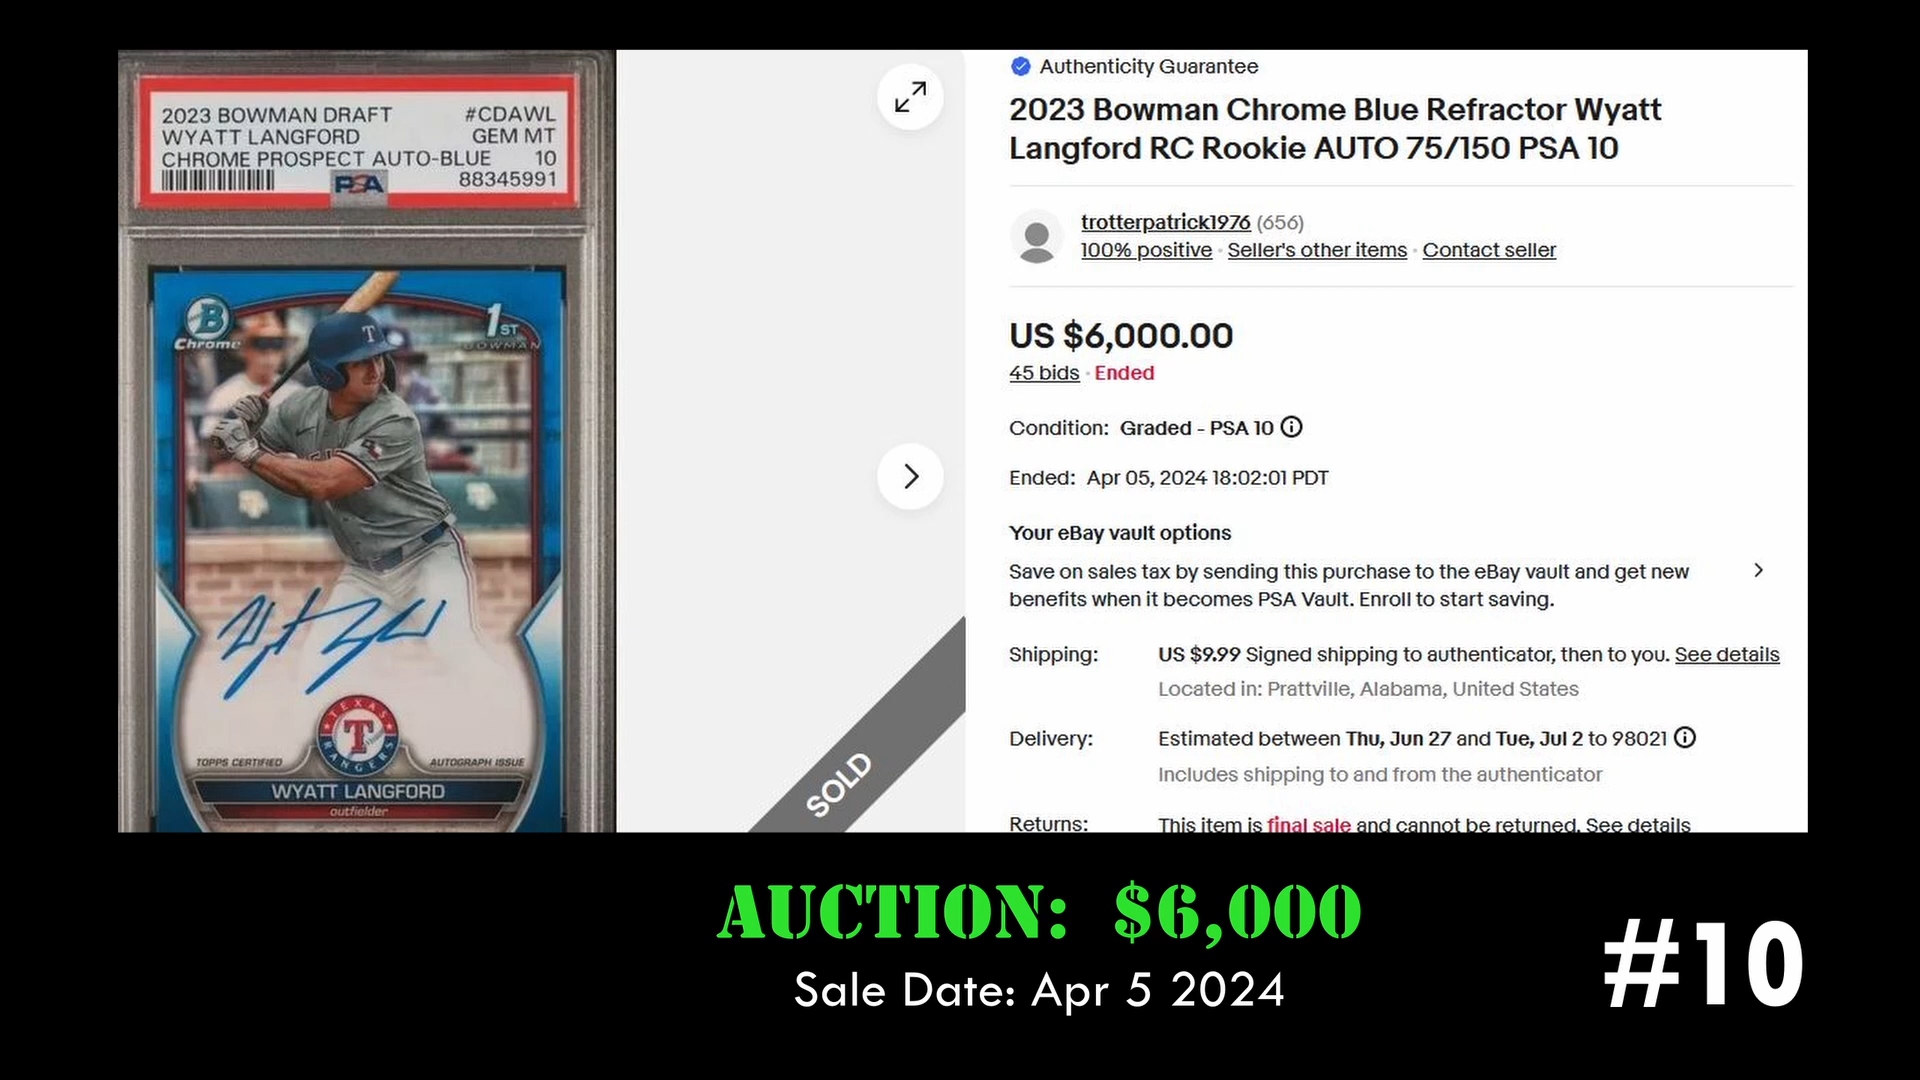 2023 BOWMAN DRAFT #CDAWL
WYATT LANGFORD GEM MT
CHROME PROSPECT AUTO-BLUE 10
PSA 88345991
B
Chrome
1ST
BOWMAN
T
TEXAS
T
RANGERS
TOPPS CERTIFIED AUTOGRAPH ISSUE
WYATT LANGFORD
outfielder
SOLD
Authenticity Guarantee
2023 Bowman Chrome Blue Refractor Wyatt
Langford RC Rookie AUTO 75/150 PSA 10
trotterpatrick1976 (656)
100% positive · Seller's other items · Contact seller
US $6,000.00
45 bids · Ended
Condition: Graded - PSA 10
Ended: Apr 05, 2024 18:02:01 PDT
Your eBay vault options
Save on sales tax by sending this purchase to the eBay vault and get new
benefits when it becomes PSA Vault. Enroll to start saving.
Shipping: US $9.99 Signed shipping to authenticator, then to you. See details
Located in: Prattville, Alabama, United States
Delivery: Estimated between Thu, Jun 27 and Tue, Jul 2 to 98021
Includes shipping to and from the authenticator
Returns: This item is final sale and cannot be returned. See details
AUCTION: $6,000
Sale Date: Apr 5 2024
#10